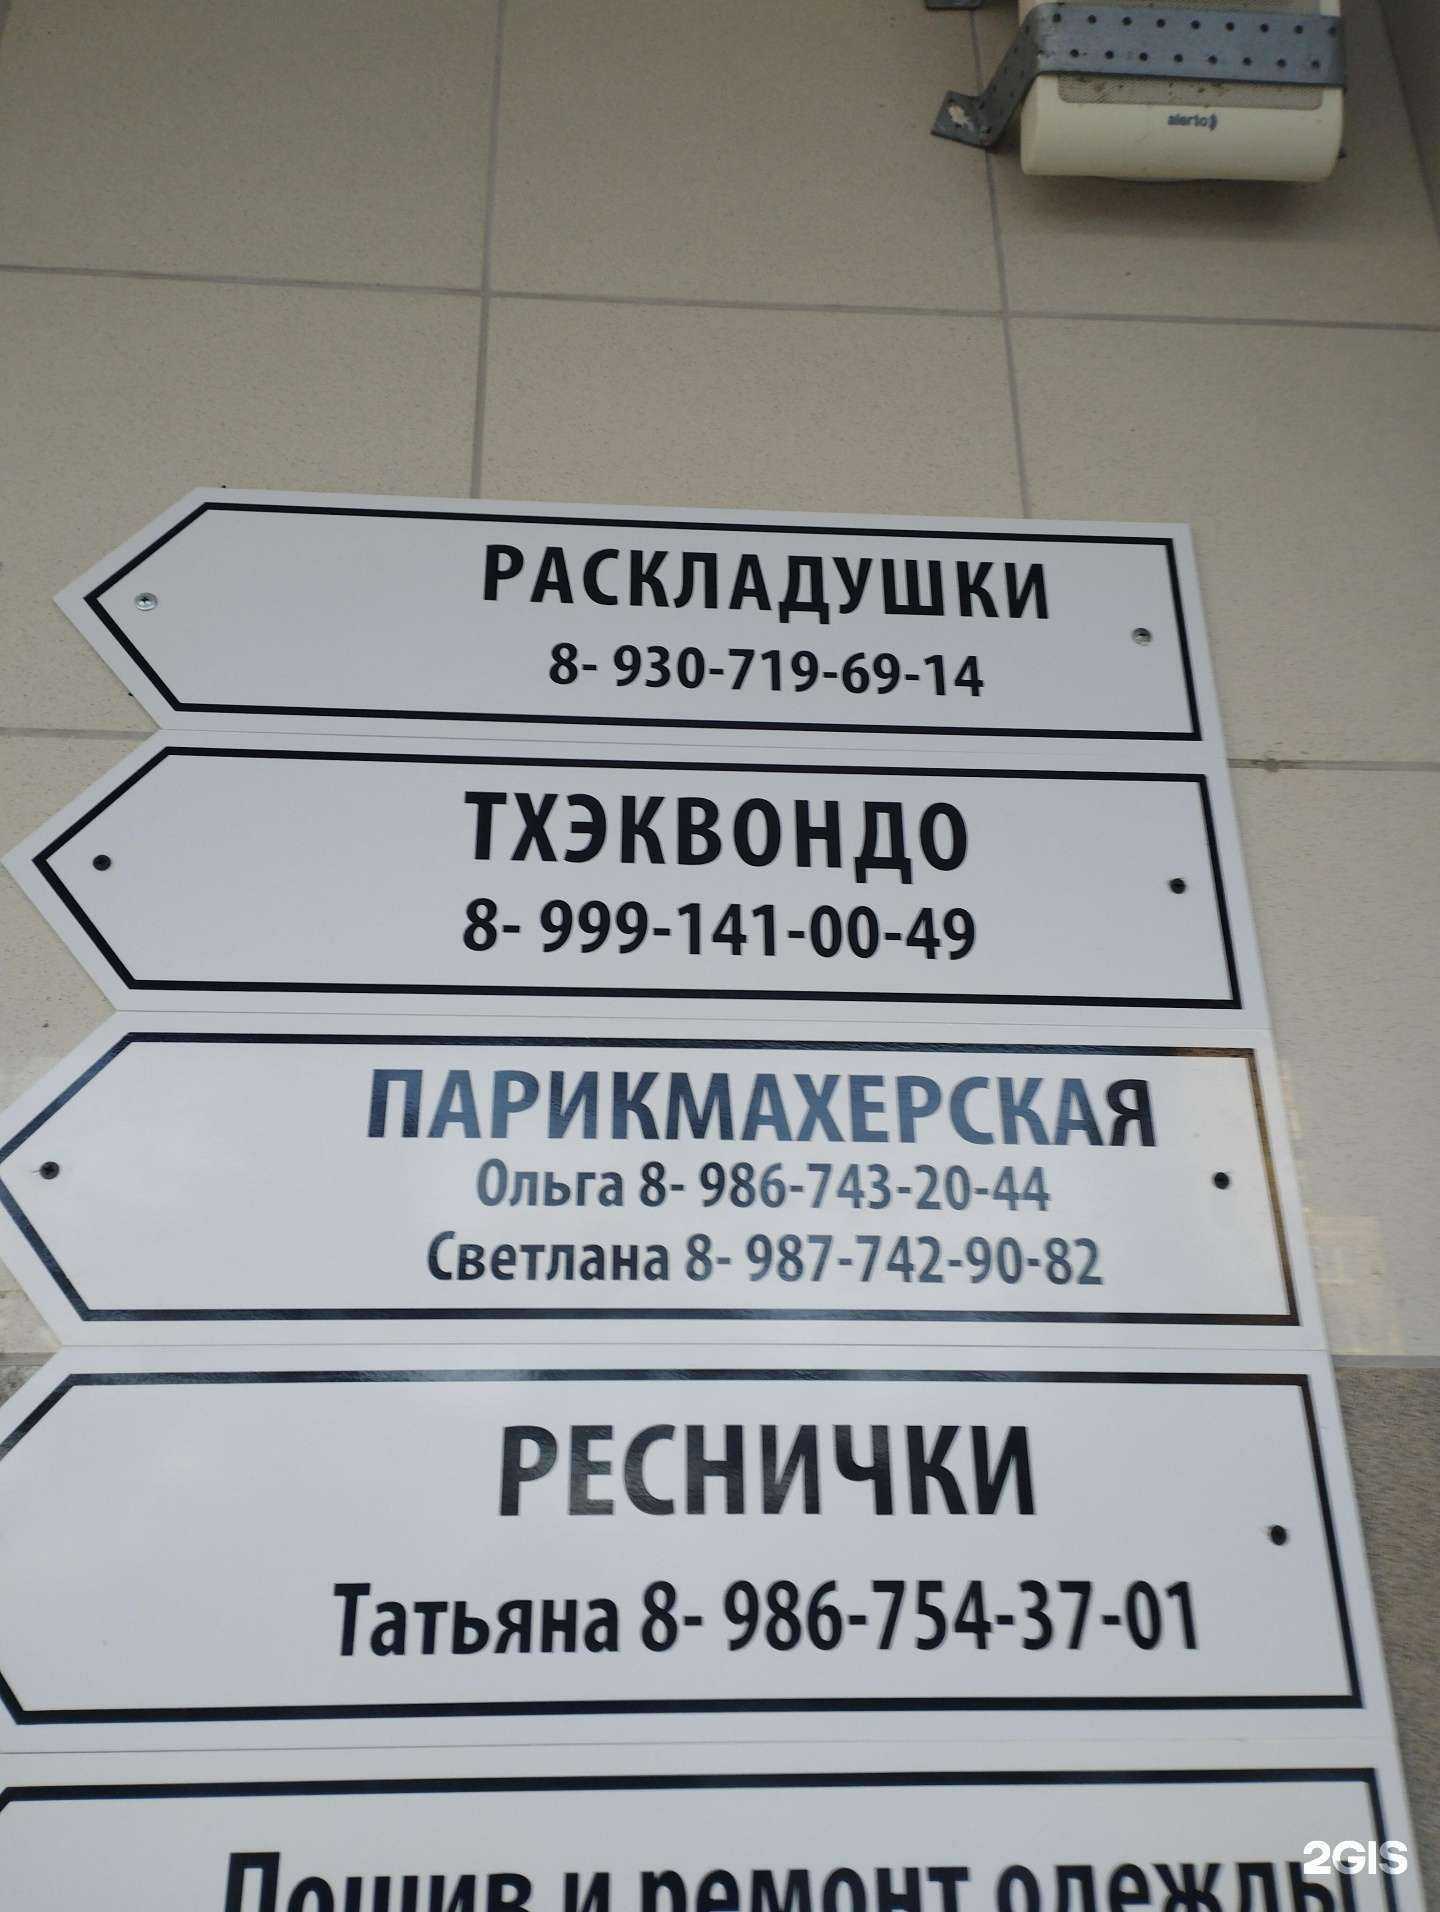 alerto
РАСКЛАДУШКИ
8- 930-719-69-14
ТХЭКВОНДО
8- 999-141-00-49
ПАРИКМАХЕРСКАЯ
Ольга 8- 986-743-20-44
Светлана 8- 987-742-90-82
РЕСНИЧКИ
Татьяна 8- 986-754-37-01
Пошив и ремонт одежды
2GIS